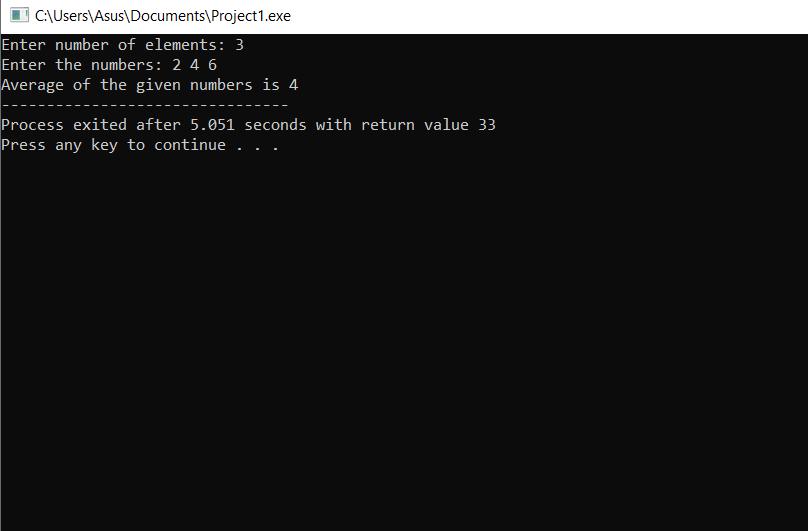 C:\Users\Asus\Documents\Project1.exe
Enter number of elements: 3
Enter the numbers: 2 4 6
Average of the given numbers is 4
--------------------------------
Process exited after 5.051 seconds with return value 33
Press any key to continue . . .